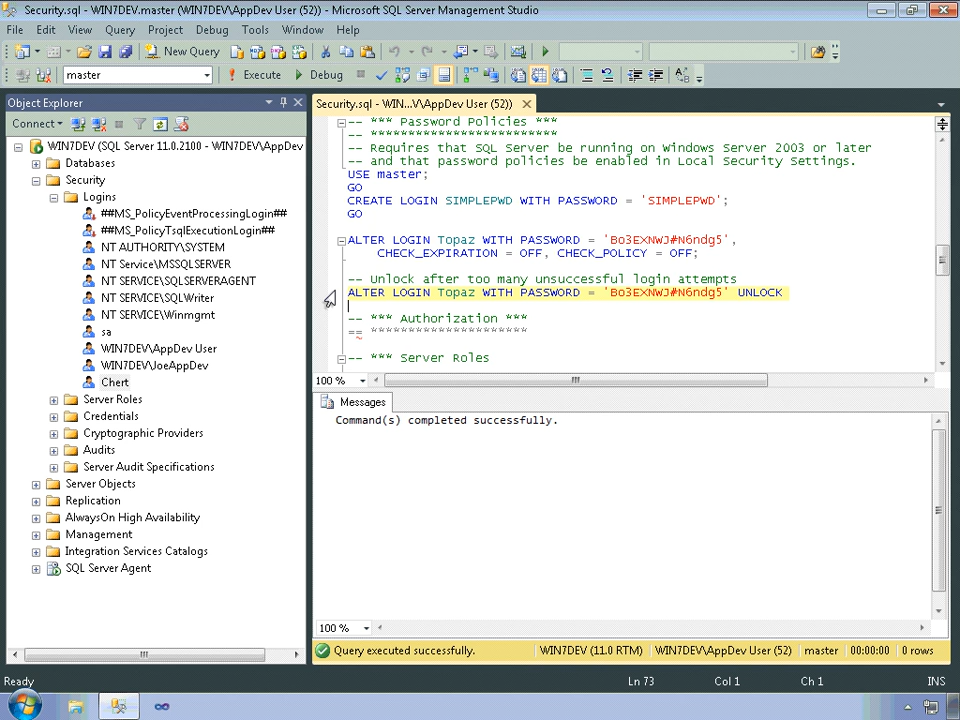 Security.sql - WIN7DEV.master (WIN7DEV\AppDev User (52)) - Microsoft SQL Server Management Studio
File Edit View Query Project Debug Tools Window Help
New Query
master Execute Debug
Object Explorer
Connect
WIN7DEV (SQL Server 11.0.2100 - WIN7DEV\AppDev
Databases
Security
Logins
##MS_PolicyEventProcessingLogin##
##MS_PolicyTsqlExecutionLogin##
NT AUTHORITY\SYSTEM
NT Service\MSSQLSERVER
NT SERVICE\SQLSERVERAGENT
NT SERVICE\SQLWriter
NT SERVICE\Winmgmt
sa
WIN7DEV\AppDev User
WIN7DEV\JoeAppDev
Chert
Server Roles
Credentials
Cryptographic Providers
Audits
Server Audit Specifications
Server Objects
Replication
AlwaysOn High Availability
Management
Integration Services Catalogs
SQL Server Agent
Security.sql - WIN...V\AppDev User (52))
-- *** Password Policies ***
-- *************************
-- Requires that SQL Server be running on Windows Server 2003 or later
-- and that password policies be enabled in Local Security Settings.
USE master;
GO
CREATE LOGIN SIMPLEPWD WITH PASSWORD = 'SIMPLEPWD';
GO
ALTER LOGIN Topaz WITH PASSWORD = 'Bo3EXNWJ#N6ndg5',
CHECK_EXPIRATION = OFF, CHECK_POLICY = OFF;
-- Unlock after too many unsuccessful login attempts
ALTER LOGIN Topaz WITH PASSWORD = 'Bo3EXNWJ#N6ndg5' UNLOCK
-- *** Authorization ***
== *********************
-- *** Server Roles
100 %
Messages
Command(s) completed successfully.
100 %
Query executed successfully. WIN7DEV (11.0 RTM) WIN7DEV\AppDev User (52) master 00:00:00 0 rows
Ready Ln 73 Col 1 Ch 1 INS